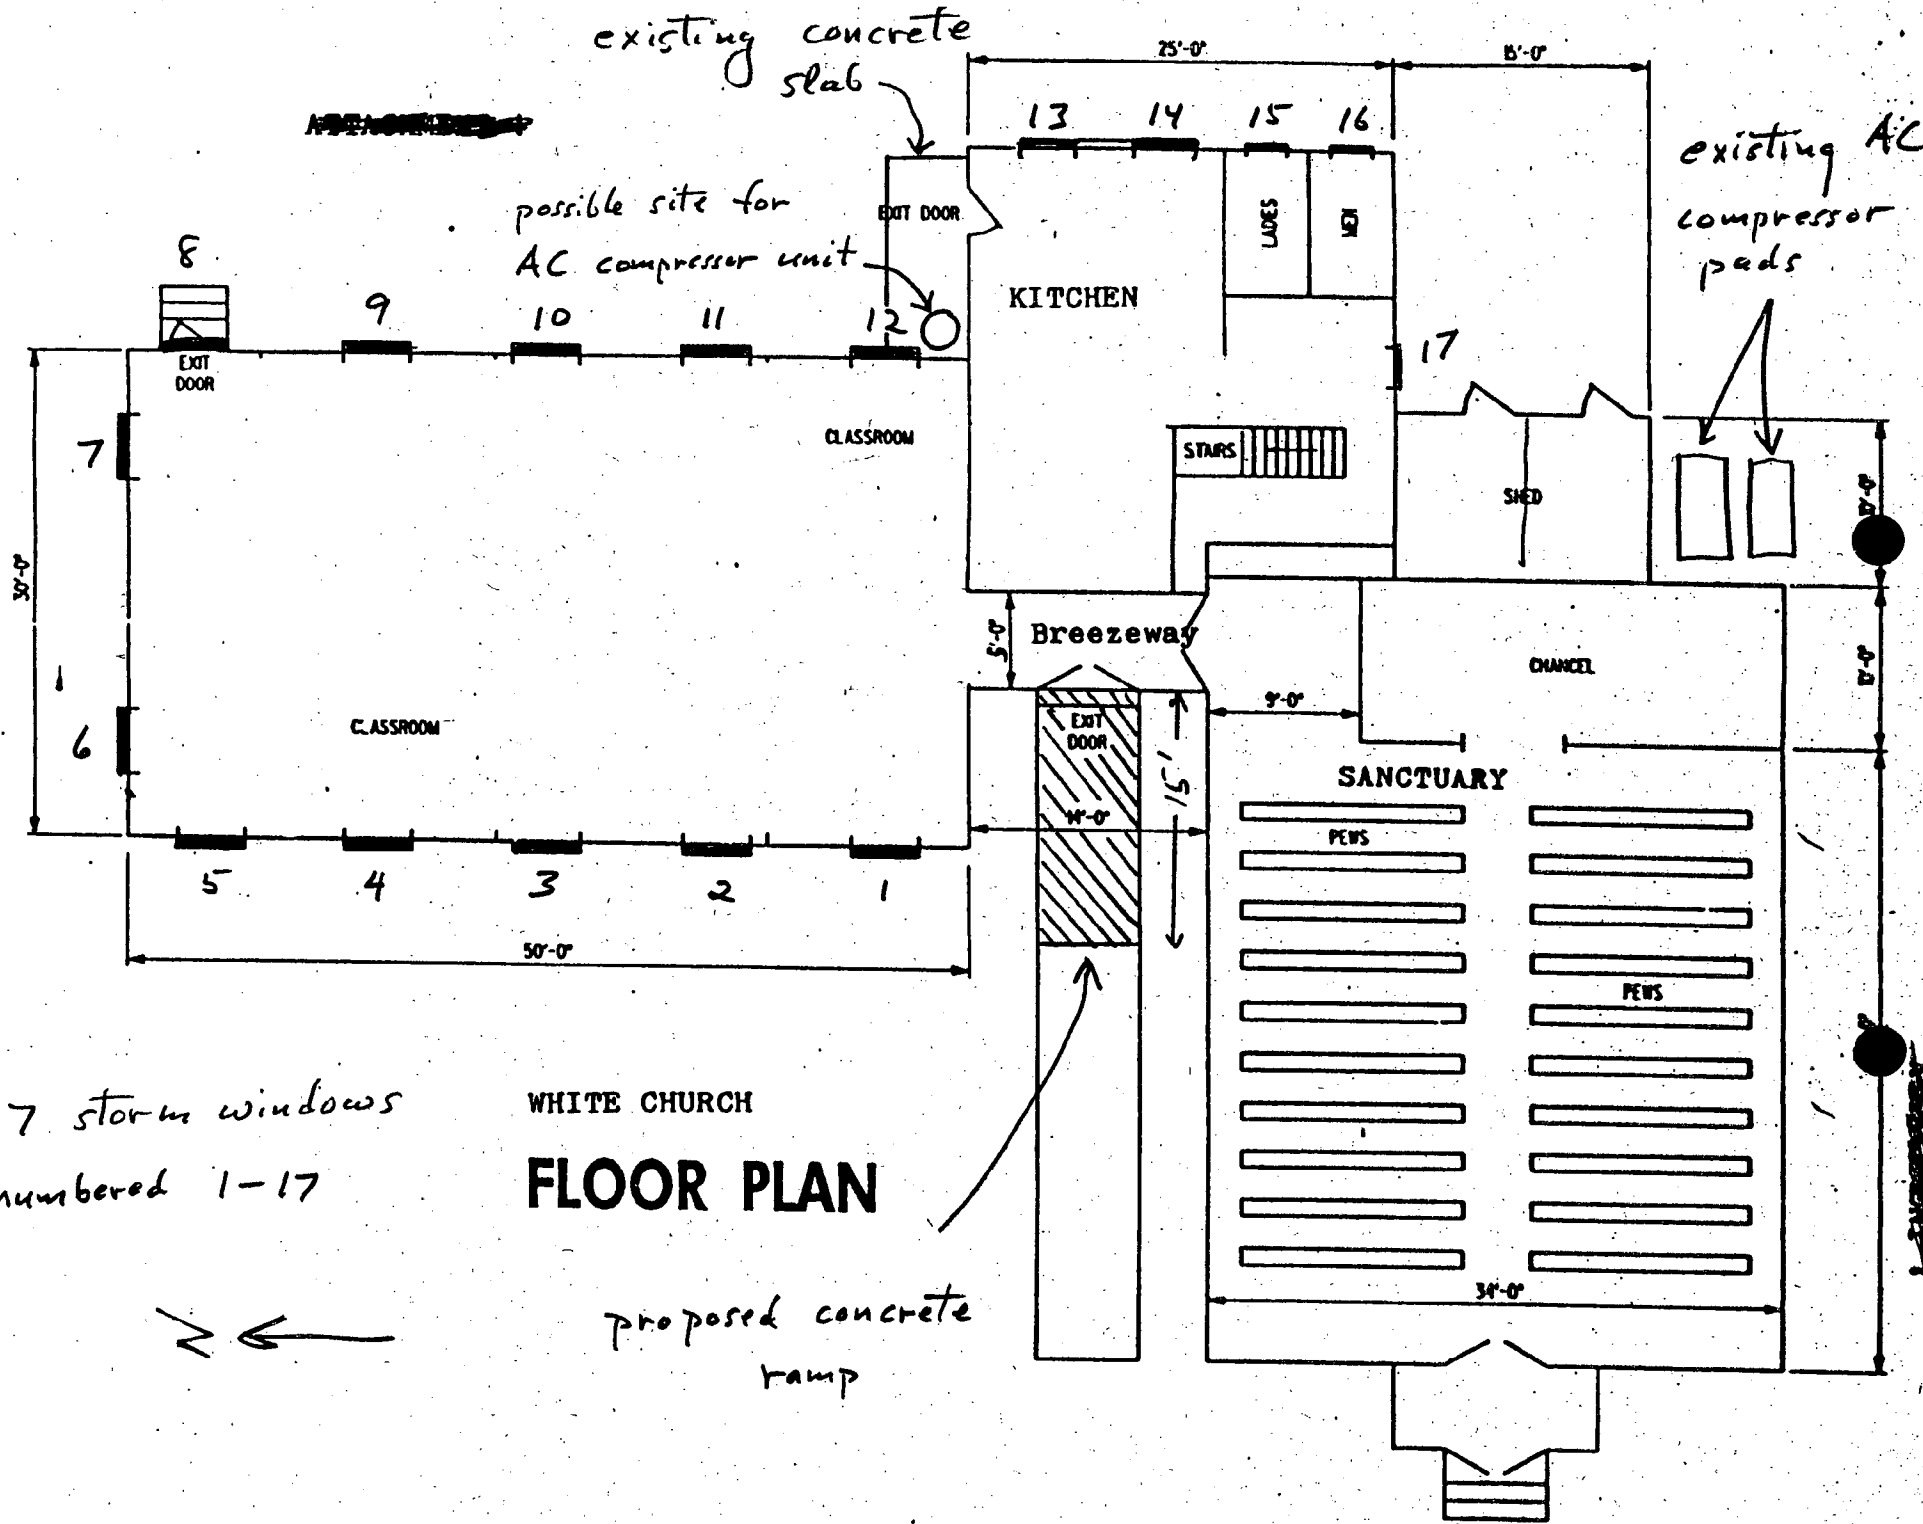 existing concrete
slab
25'-0"
15'-0"
13
14
15
16
existing AC
compressor
pads
possible site for
AC compressor unit
EXIT DOOR
LADIES
MEN
KITCHEN
8
9
10
11
12
17
EXIT
DOOR
7
CLASSROOM
STAIRS
SHED
10'-0"
30'-0"
5'-0"
Breezeway
CHANCEL
10'-0"
9'-0"
6
CLASSROOM
EXIT
DOOR
15'
SANCTUARY
14'-0"
PEWS
5
4
3
2
1
50'-0"
PEWS
7 storm windows
numbered 1-17
WHITE CHURCH
FLOOR PLAN
34'-0"
N
proposed concrete
ramp